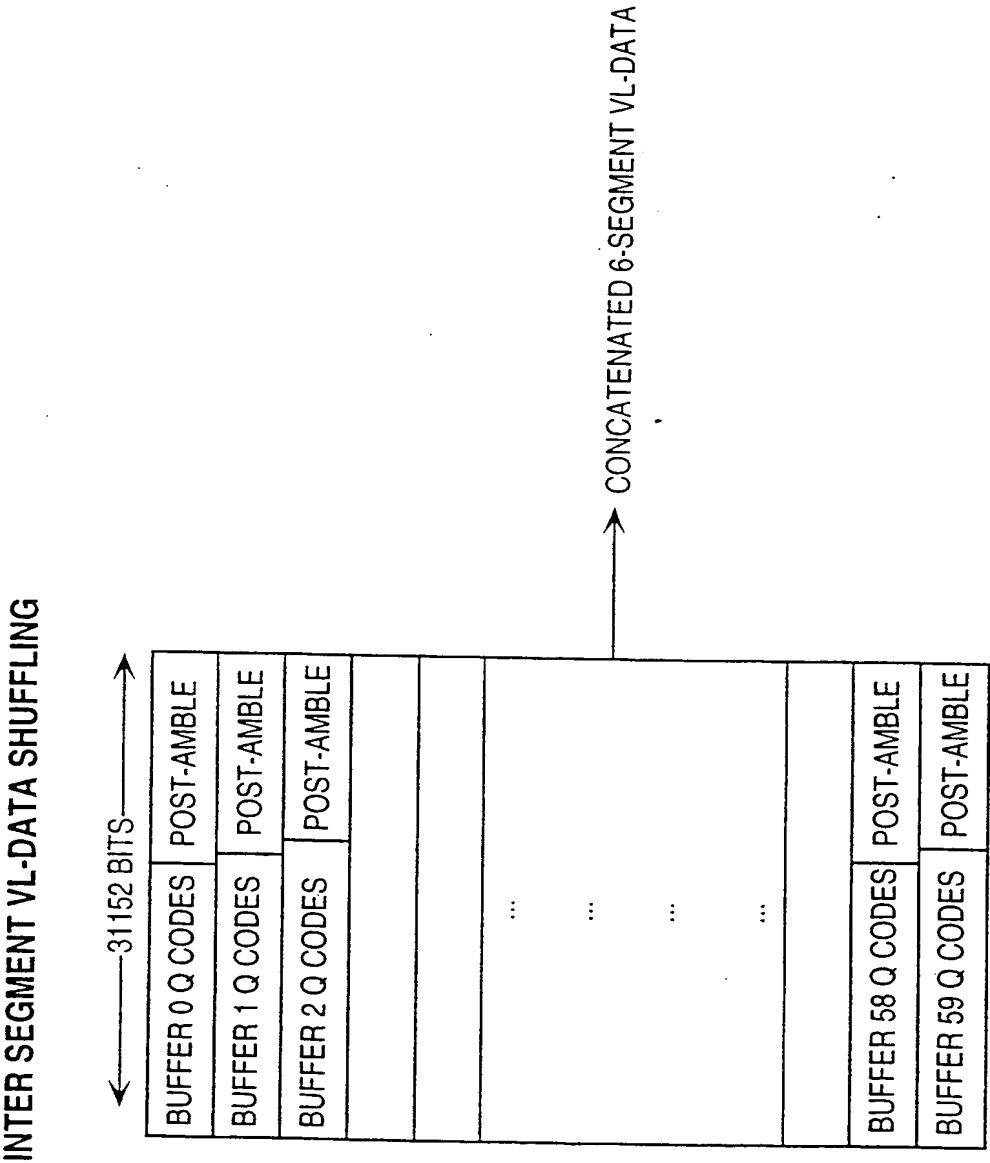 INTER SEGMENT VL-DATA SHUFFLING
31152 BITS
BUFFER 0 Q CODES POST-AMBLE
BUFFER 1 Q CODES POST-AMBLE
BUFFER 2 Q CODES POST-AMBLE
...
...
...
...
CONCATENATED 6-SEGMENT VL-DATA
BUFFER 58 Q CODES POST-AMBLE
BUFFER 59 Q CODES POST-AMBLE